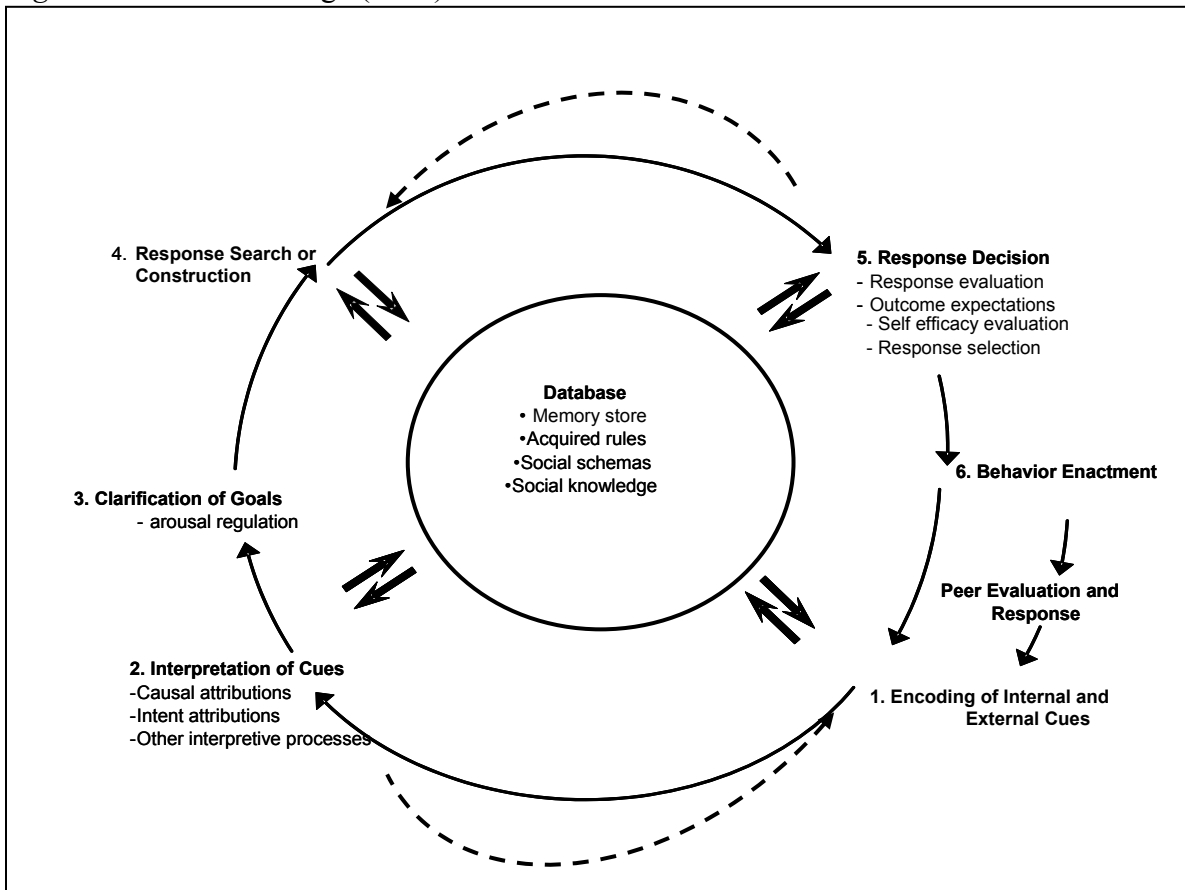 4. Response Search or
Construction
5. Response Decision
- Response evaluation
- Outcome expectations
- Self efficacy evaluation
- Response selection
Database
• Memory store
•Acquired rules
•Social schemas
•Social knowledge
3. Clarification of Goals
- arousal regulation
6. Behavior Enactment
Peer Evaluation and
Response
2. Interpretation of Cues
-Causal attributions
-Intent attributions
-Other interpretive processes
1. Encoding of Internal and
External Cues